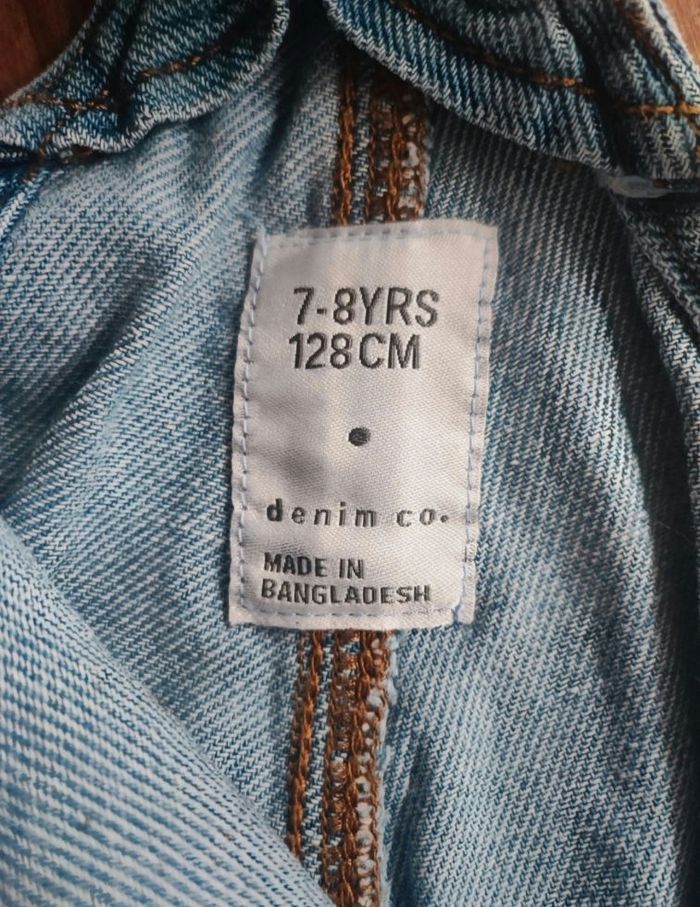 7-8YRS
128CM
denim co.
MADE IN
BANGLADESH